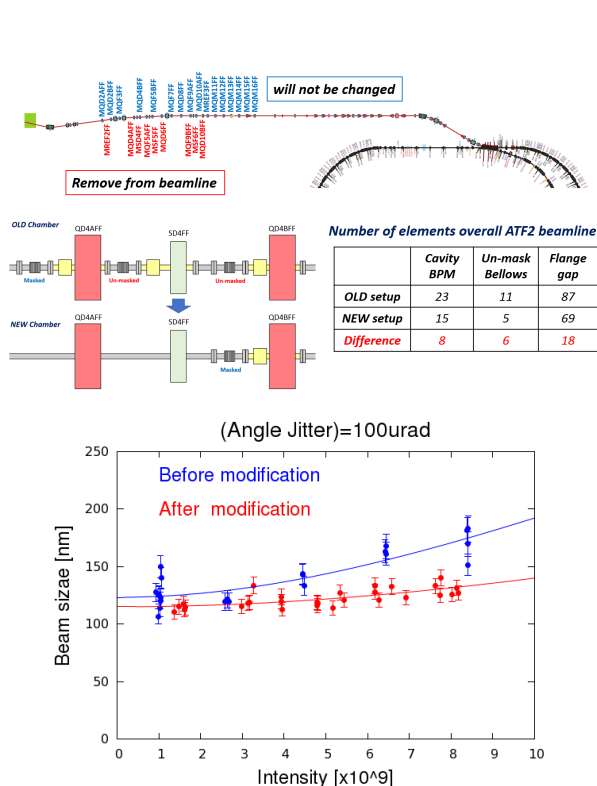 MQD2AFF
MQD2BFF
MQF3FF
MQD4BFF
MQF5BFF
MQF7FF
MQD8FF
MQF9AFF
MQD10AFF
MREF3FF
MQM11FF
MQM12FF
MQM13FF
MQM14FF
MQM15FF
MQM16FF
will not be changed
MREF2FF
MQD4AFF
MSD4FF
MQF5AFF
MSF5FF
MQD6FF
MQF9BFF
MSF6FF
MQD10BFF
Remove from beamline
OLD Chamber
QD4AFF
SD4FF
QD4BFF
Masked
Un-masked
Un-masked
NEW Chamber
QD4AFF
SD4FF
QD4BFF
Masked
Number of elements overall ATF2 beamline
Cavity BPM Un-mask Bellows Flange gap
OLD setup 23 11 87
NEW setup 15 5 69
Difference 8 6 18
(Angle Jitter)=100urad
Before modification
After modification
Beam sizae [nm]
250
200
150
100
50
0
0 1 2 3 4 5 6 7 8 9 10
Intensity [x10^9]